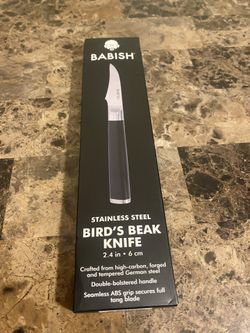 BABISH®
STAINLESS STEEL
BIRD'S BEAK
KNIFE
2.4 in • 6 cm
Crafted from high-carbon, forged
and tempered German steel
Double-bolstered handle
Seamless ABS grip secures full
tang blade